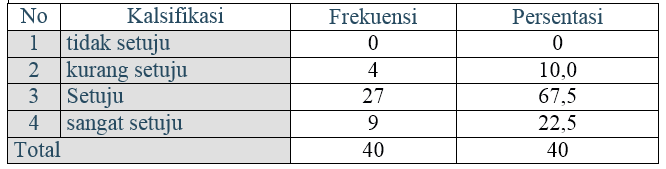 No Kalsifikasi Frekuensi Persentasi
1 tidak setuju 0 0
2 kurang setuju 4 10,0
3 Setuju 27 67,5
4 sangat setuju 9 22,5
Total 40 40